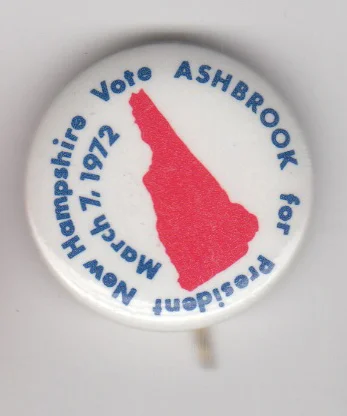 Vote ASHBROOK for President New Hampshire
March 7, 1972